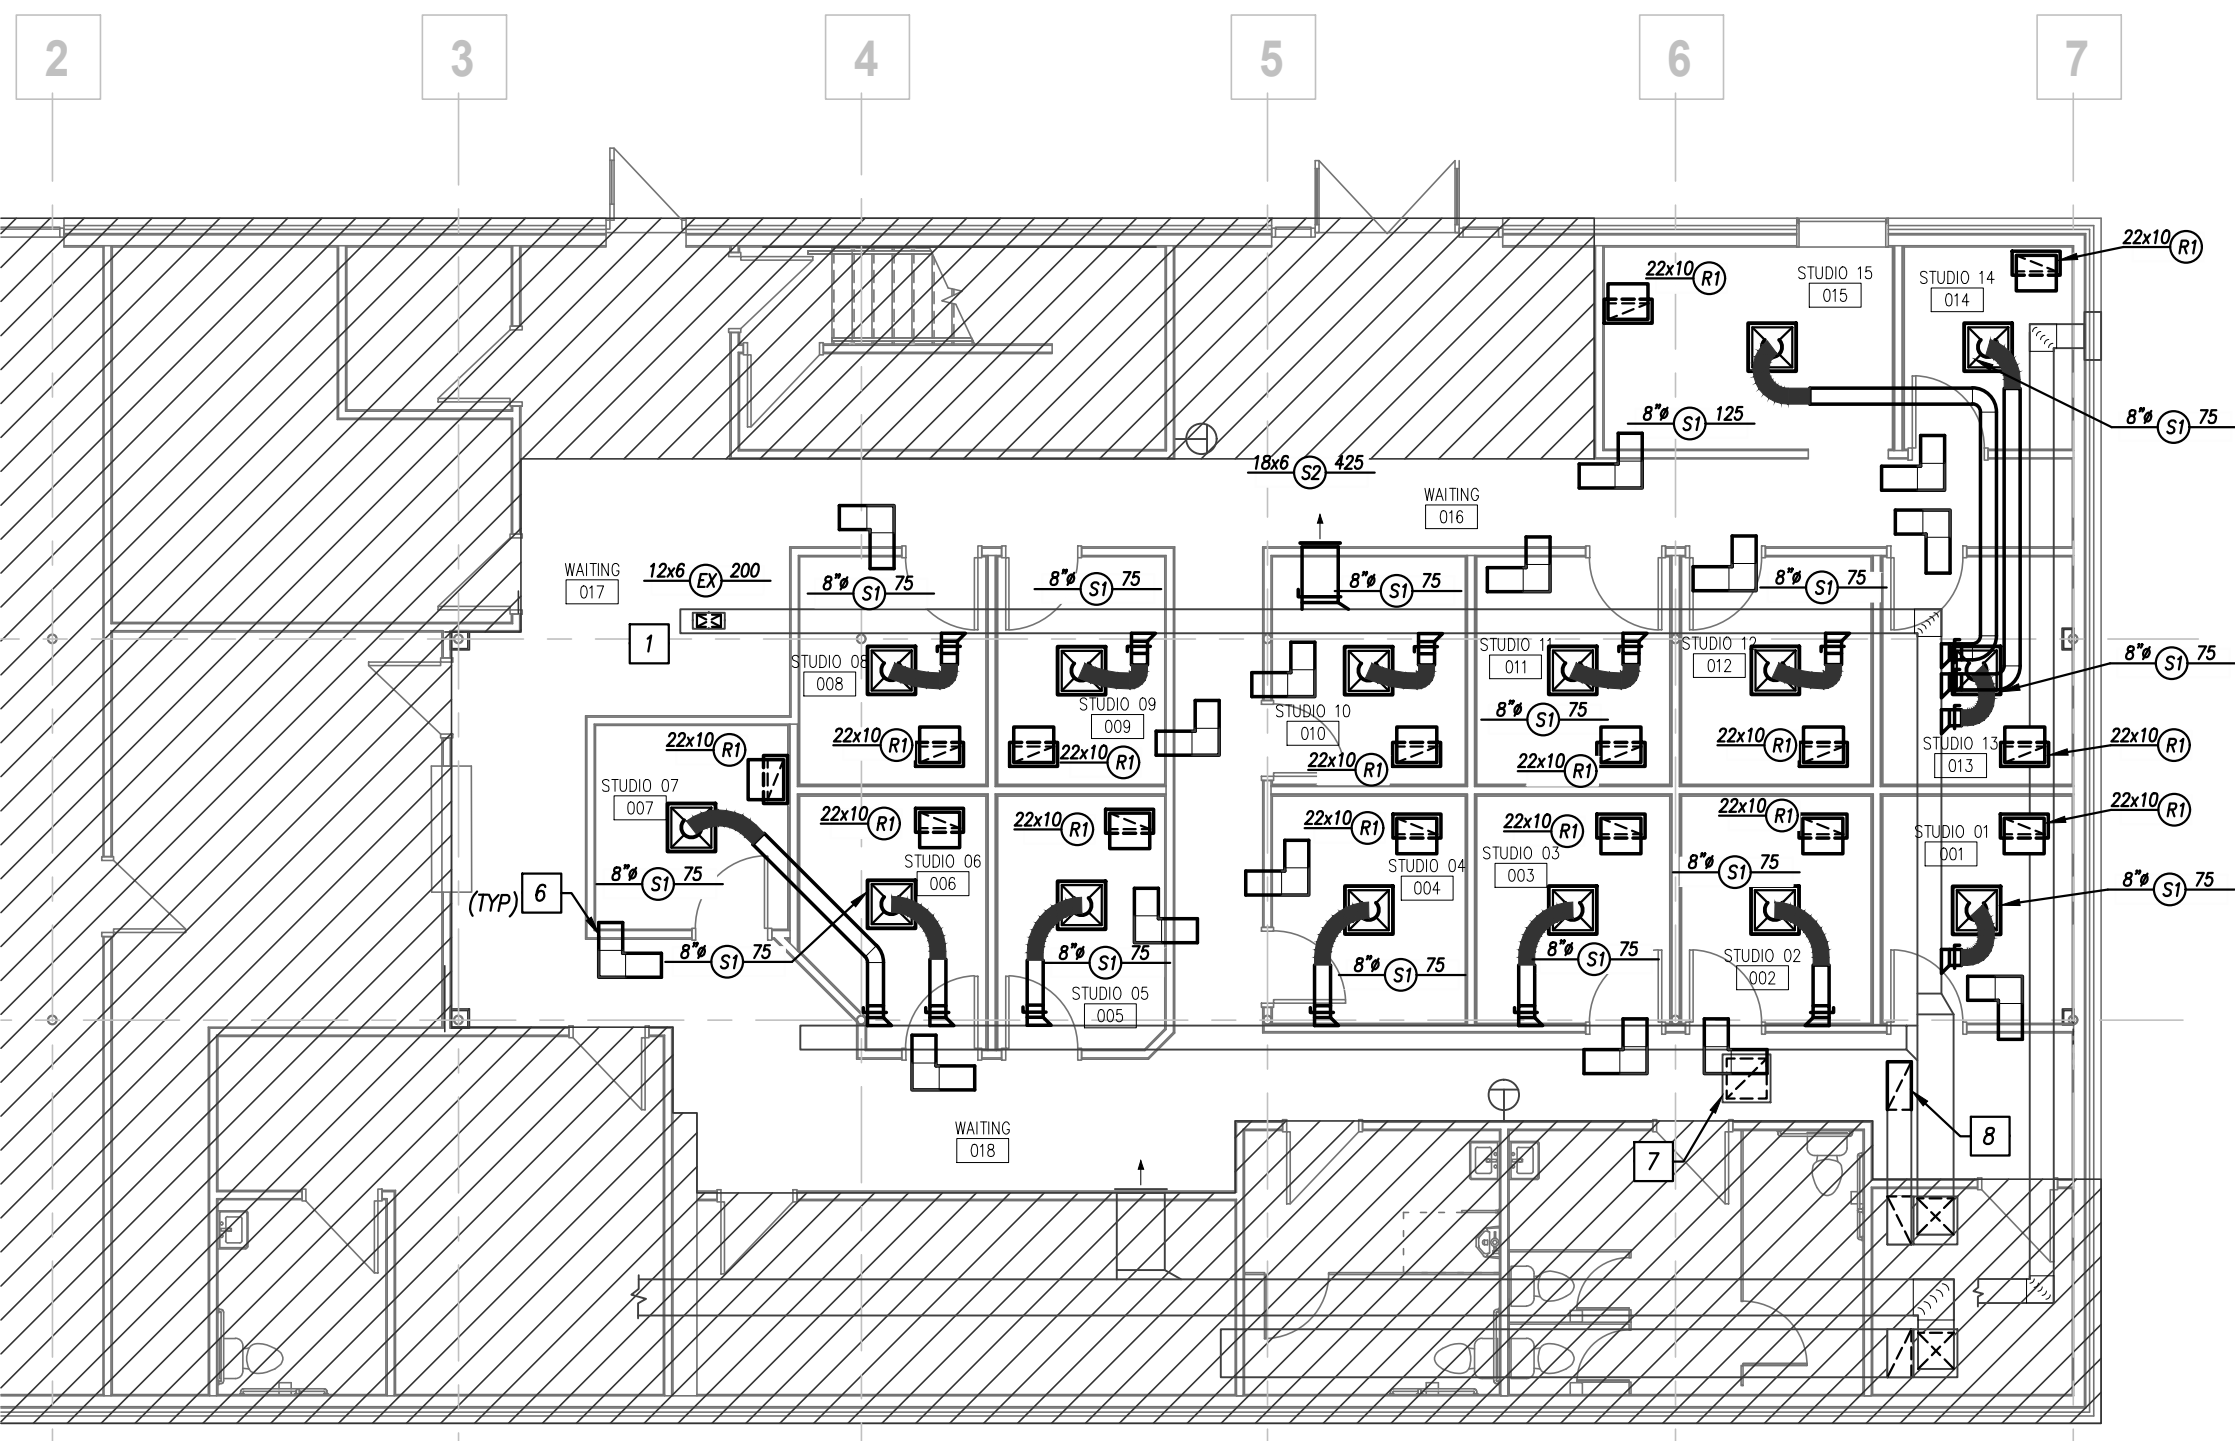 2 3 4 5 6 7
22x10 R1
STUDIO 15
015
STUDIO 14
014
22x10 R1
8"ø S1 125
8"ø S1 75
18x6 S2 425
WAITING
016
WAITING
017
12x6 EX 200
8"ø S1 75
8"ø S1 75
8"ø S1 75
8"ø S1 75
1
STUDIO 08
008
STUDIO 11
011
STUDIO 12
012
8"ø S1 75
STUDIO 09
009
STUDIO 10
010
8"ø S1 75
22x10 R1
22x10 R1
22x10 R1
22x10 R1
22x10 R1
22x10 R1
STUDIO 13
013
22x10 R1
STUDIO 07
007
22x10 R1
22x10 R1
22x10 R1
22x10 R1
22x10 R1
22x10 R1
STUDIO 01
001
STUDIO 06
006
STUDIO 04
004
STUDIO 03
003
8"ø S1 75
8"ø S1 75
8"ø S1 75
(TYP) 6
8"ø S1 75
8"ø S1 75
8"ø S1 75
8"ø S1 75
STUDIO 02
002
STUDIO 05
005
WAITING
018
7
8